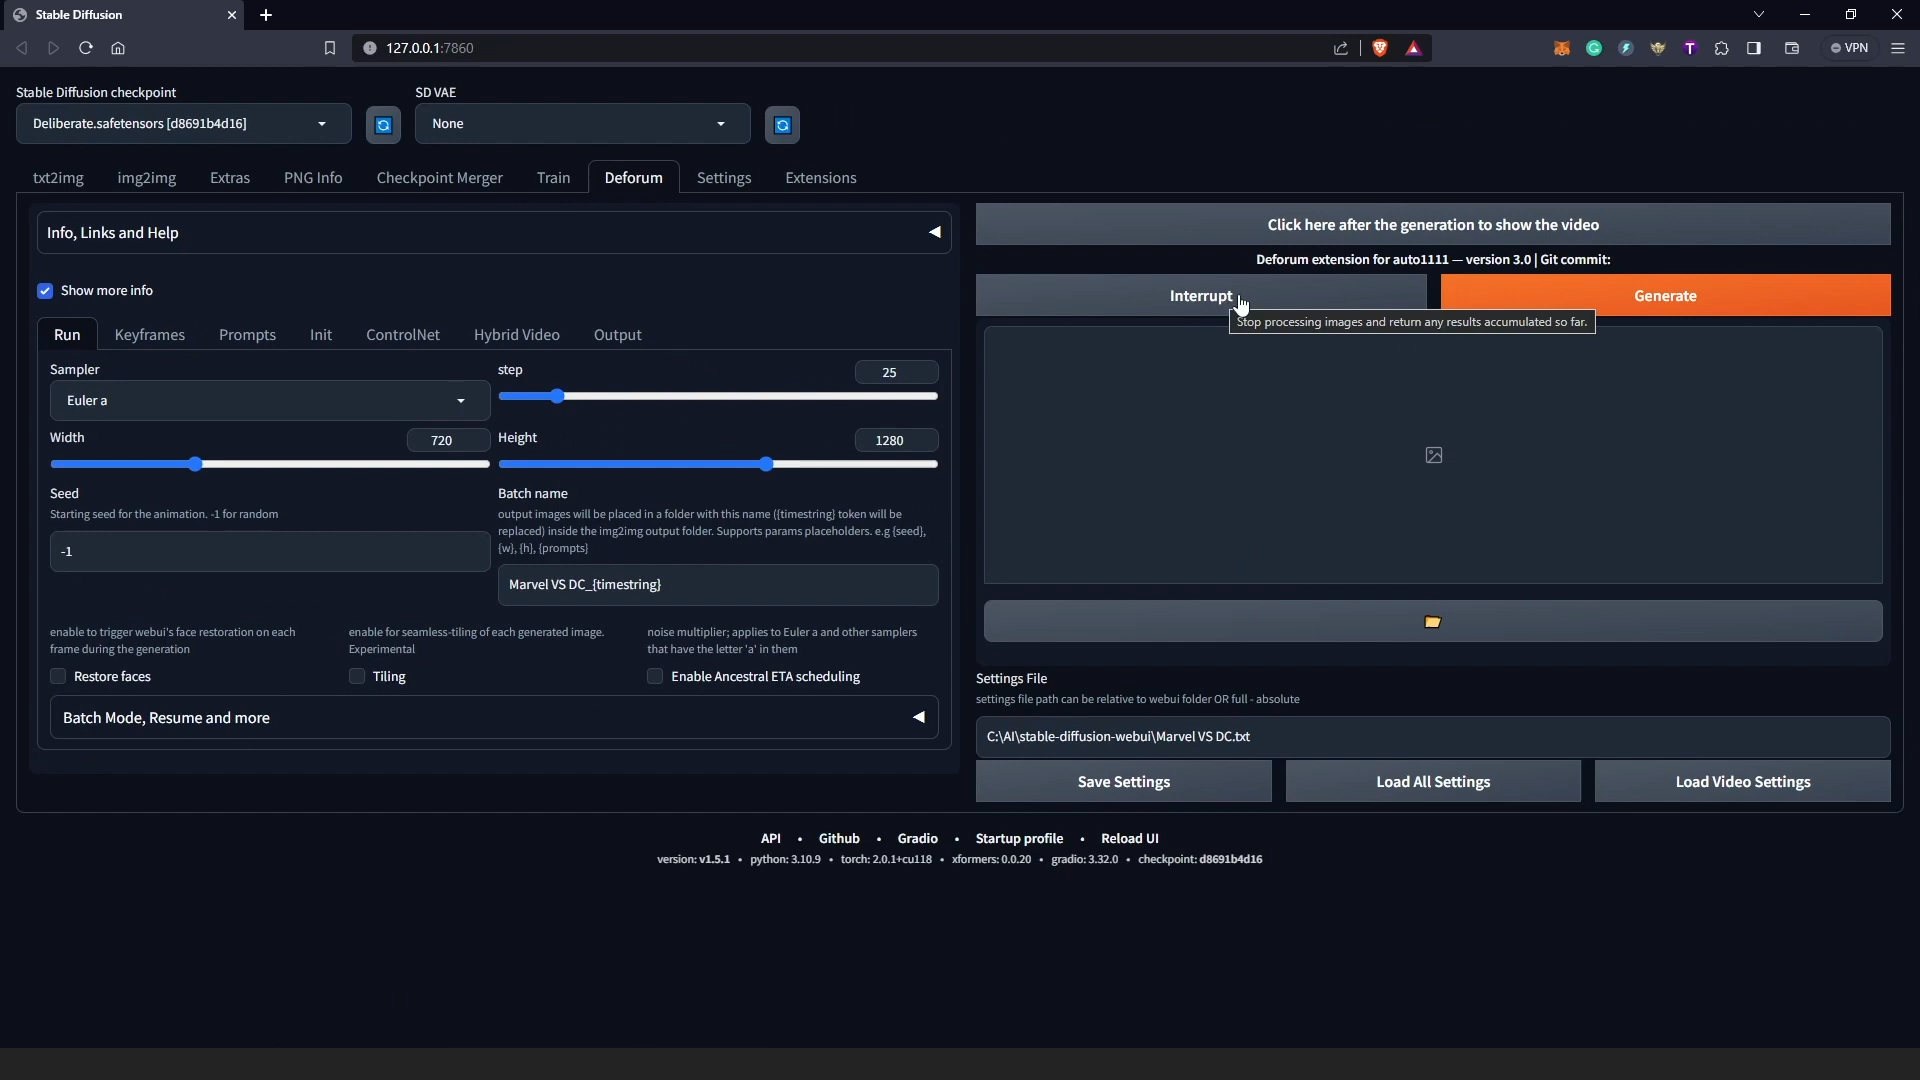 Stable Diffusion
127.0.0.1:7860
VPN
Stable Diffusion checkpoint
SD VAE
Deliberate.safetensors [d8691b4d16]
None
txt2img
img2img
Extras
PNG Info
Checkpoint Merger
Train
Deforum
Settings
Extensions
Info, Links and Help
Show more info
Run
Keyframes
Prompts
Init
ControlNet
Hybrid Video
Output
Sampler
Euler a
step
25
Width
720
Height
1280
Seed
Starting seed for the animation. -1 for random
-1
Batch name
output images will be placed in a folder with this name ({timestring} token will be
replaced) inside the img2img output folder. Supports params placeholders. e.g {seed},
{w}, {h}, {prompts}
Marvel VS DC_{timestring}
enable to trigger webui's face restoration on each
frame during the generation
Restore faces
enable for seamless-tiling of each generated image.
Experimental
Tiling
noise multiplier; applies to Euler a and other samplers
that have the letter 'a' in them
Enable Ancestral ETA scheduling
Batch Mode, Resume and more
Click here after the generation to show the video
Deforum extension for auto1111 — version 3.0 | Git commit:
Interrupt
Generate
Stop processing images and return any results accumulated so far.
Settings File
settings file path can be relative to webui folder OR full - absolute
C:\AI\stable-diffusion-webui\Marvel VS DC.txt
Save Settings
Load All Settings
Load Video Settings
API • Github • Gradio • Startup profile • Reload UI
version: v1.5.1 • python: 3.10.9 • torch: 2.0.1+cu118 • xformers: 0.0.20 • gradio: 3.32.0 • checkpoint: d8691b4d16